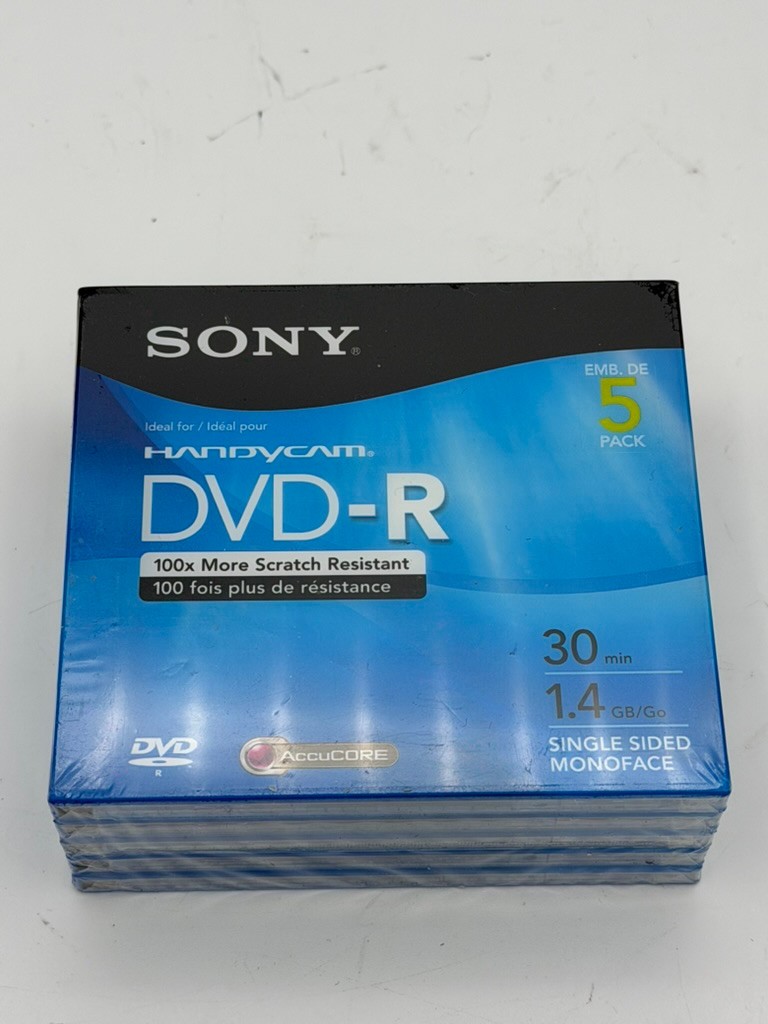 SONY®
EMB. DE
5
PACK
Ideal for / Idéal pour
HANDYCAM®
DVD-R
100x More Scratch Resistant
100 fois plus de résistance
30 min
1.4 GB/Go
SINGLE SIDED
MONOFACE
DVD
R
AccuCORE